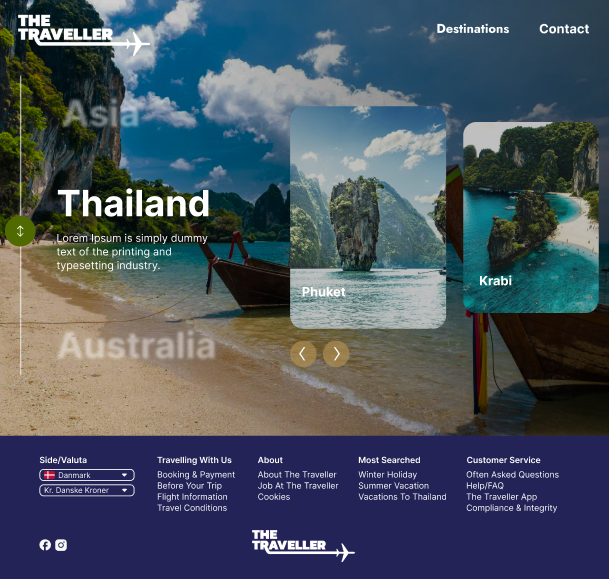 THE
TRAVELLER
Destinations
Contact
Asia
Thailand
Lorem Ipsum is simply dummy
text of the printing and
typesetting industry.
Australia
Phuket
Krabi
Side/Valuta
Danmark
Kr. Danske Kroner
Travelling With Us
Booking & Payment
Before Your Trip
Flight Information
Travel Conditions
About
About The Traveller
Job At The Traveller
Cookies
Most Searched
Winter Holiday
Summer Vacation
Vacations To Thailand
Customer Service
Often Asked Questions
Help/FAQ
The Traveller App
Compliance & Integrity
THE
TRAVELLER